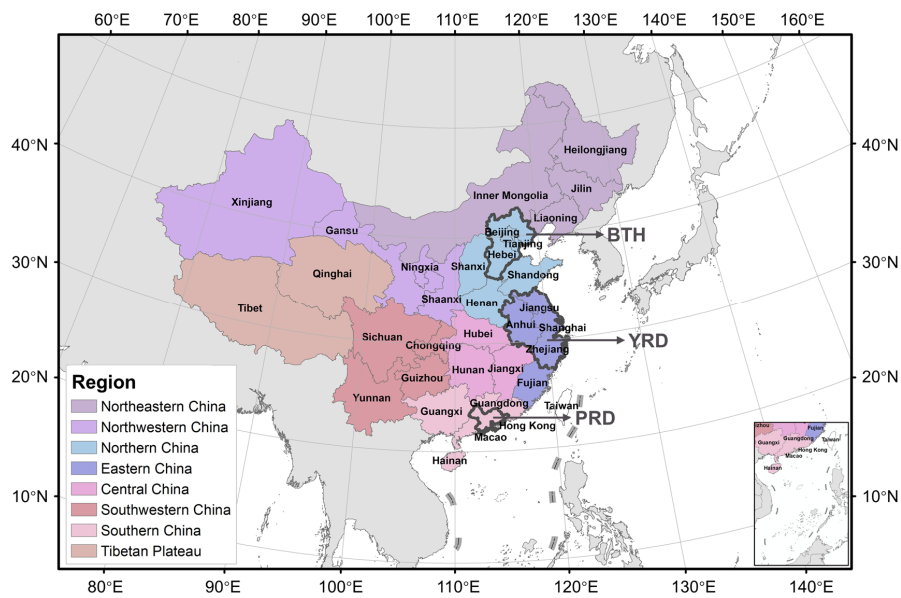 60°E 70°E 80°E 90°E 100°E 110°E 120°E 130°E 140°E 150°E 160°E
40°N
30°N
20°N
10°N
40°N
30°N
20°N
10°N
80°E 90°E 100°E 110°E 120°E 130°E 140°E
Heilongjiang
Jilin
Inner Mongolia
Liaoning
Xinjiang
Gansu
Beijing
BTH
Tianjing
Hebei
Ningxia
Shanxi
Qinghai
Shandong
Shaanxi
Henan
Tibet
Jiangsu
Anhui
Shanghai
Sichuan
Hubei
Chongqing
Zhejiang
YRD
Hunan
Jiangxi
Guizhou
Fujian
Yunnan
Guangxi
Guangdong
Taiwan
PRD
Hong Kong
Macao
Hainan
Region
Northeastern China
Northwestern China
Northern China
Eastern China
Central China
Southwestern China
Southern China
Tibetan Plateau
izhou
Fujian
Guangxi
Guangdong
Taiwan
Hong Kong
Macao
Hainan